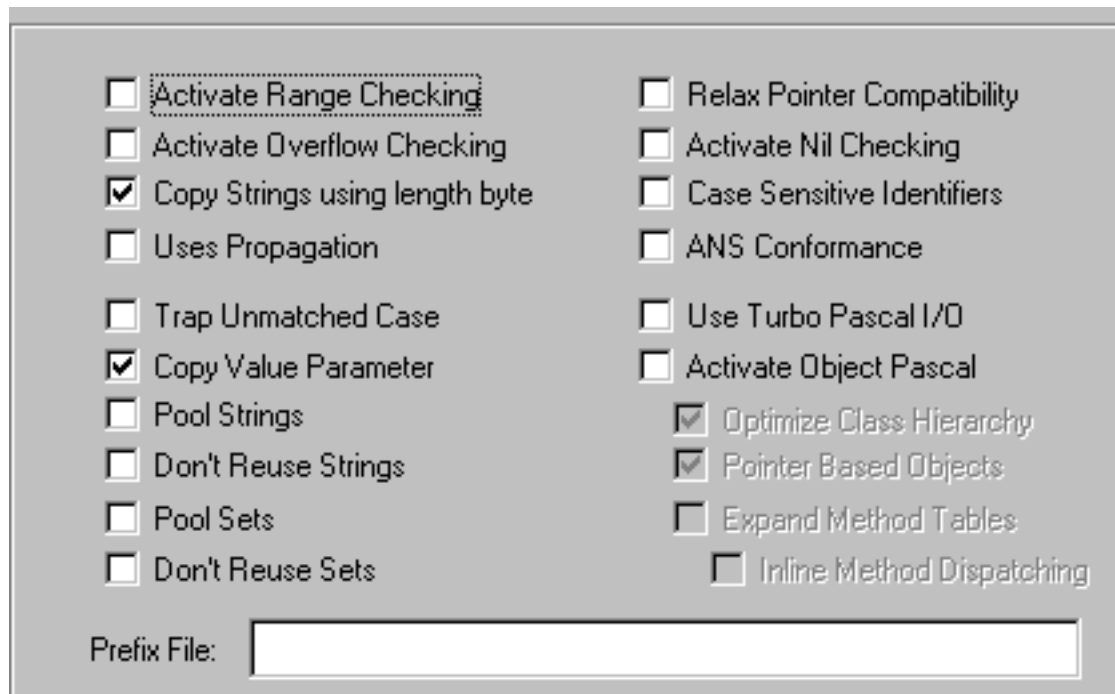 Activate Range Checking
Activate Overflow Checking
Copy Strings using length byte
Uses Propagation
Trap Unmatched Case
Copy Value Parameter
Pool Strings
Don't Reuse Strings
Pool Sets
Don't Reuse Sets
Relax Pointer Compatibility
Activate Nil Checking
Case Sensitive Identifiers
ANS Conformance
Use Turbo Pascal I/O
Activate Object Pascal
Optimize Class Hierarchy
Pointer Based Objects
Expand Method Tables
Inline Method Dispatching
Prefix File: